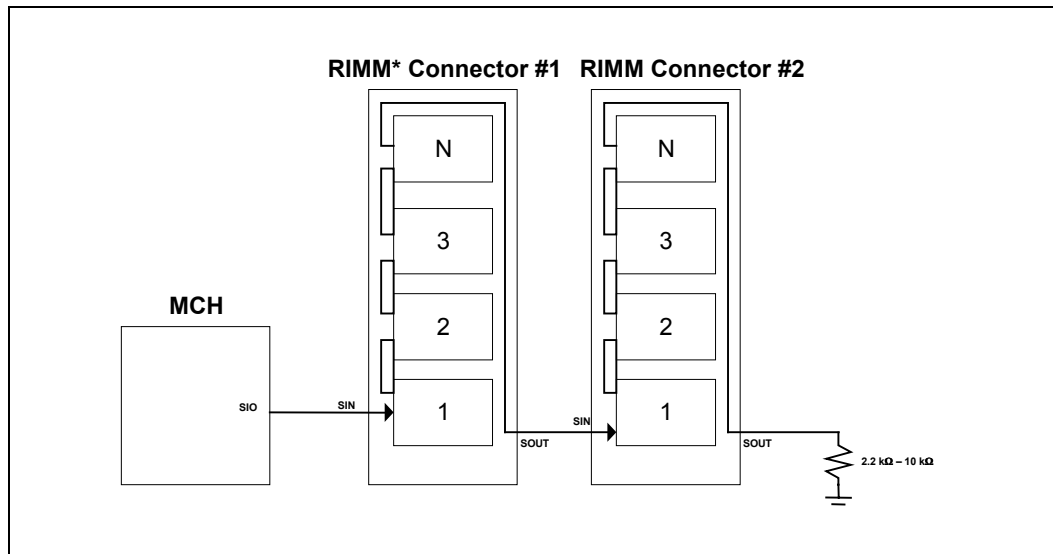 RIMM* Connector #1
RIMM Connector #2
N
3
2
1
N
3
2
1
MCH
SIO
SIN
SOUT
SIN
SOUT
2.2 kΩ – 10 kΩ